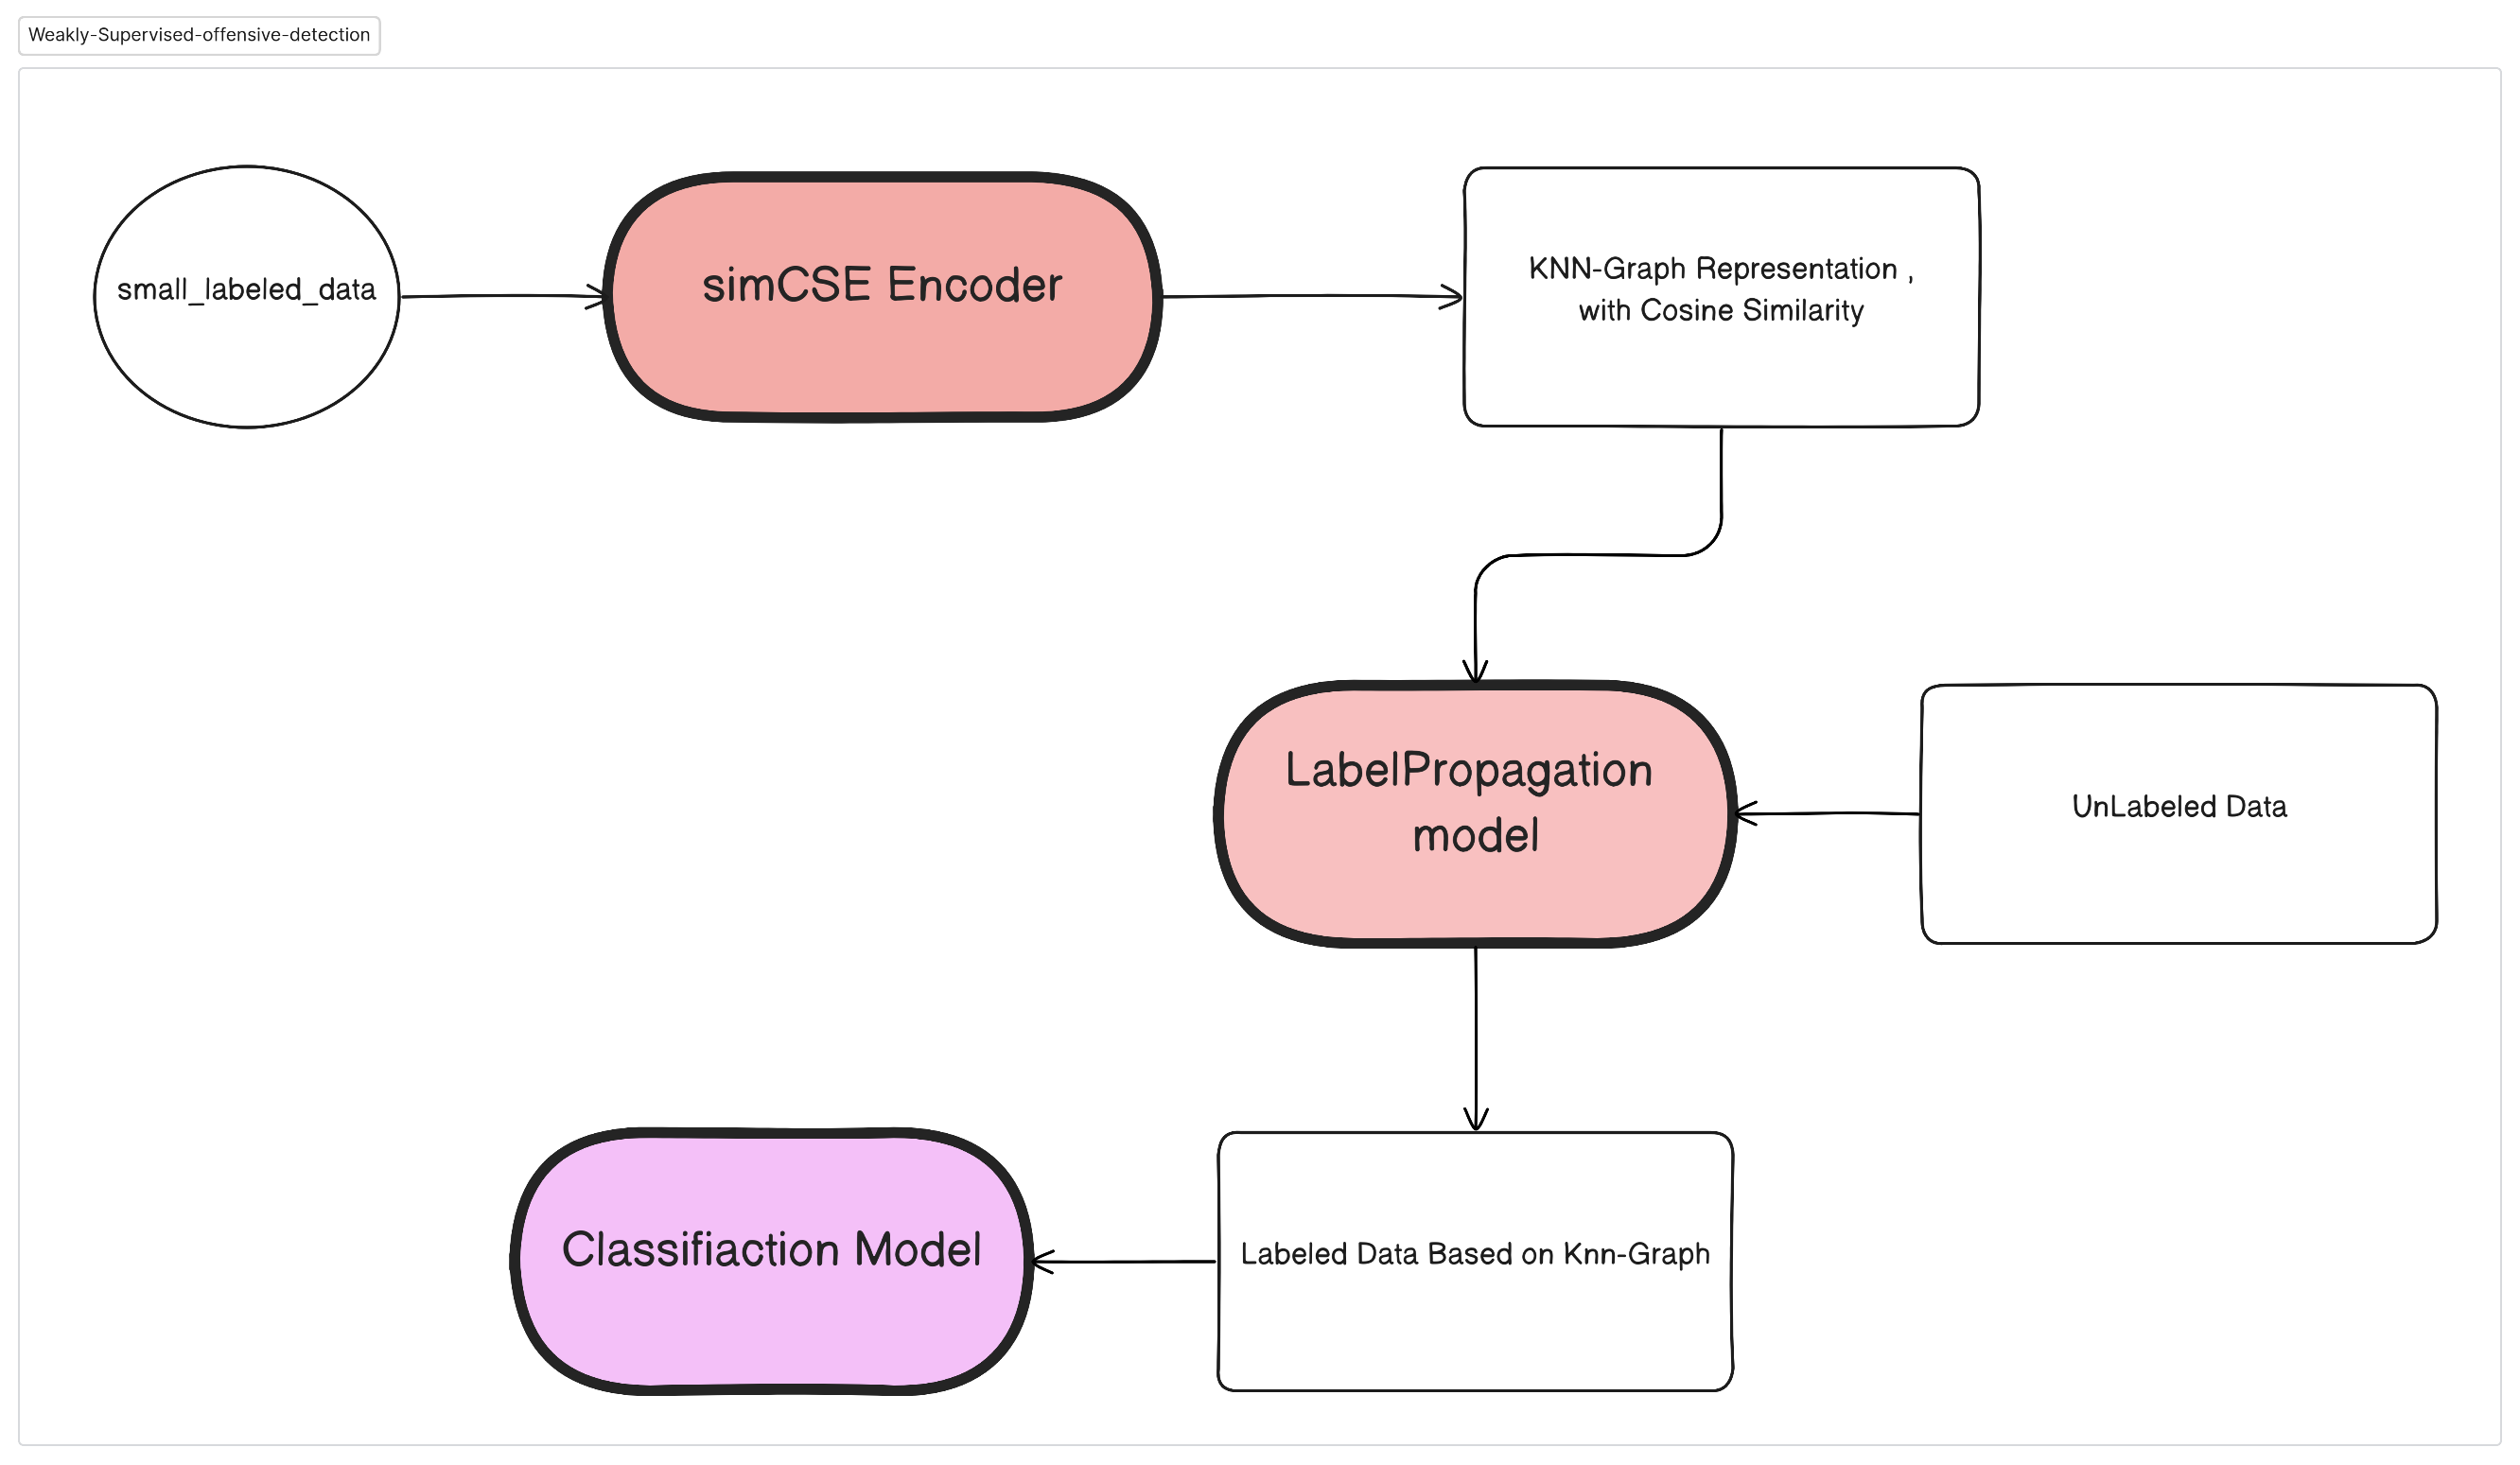 Weakly-Supervised-offensive-detection
small_labeled_data
simCSE Encoder
KNN-Graph Representation ,
with Cosine Similarity
LabelPropagation
model
UnLabeled Data
Classifiaction Model
Labeled Data Based on Knn-Graph